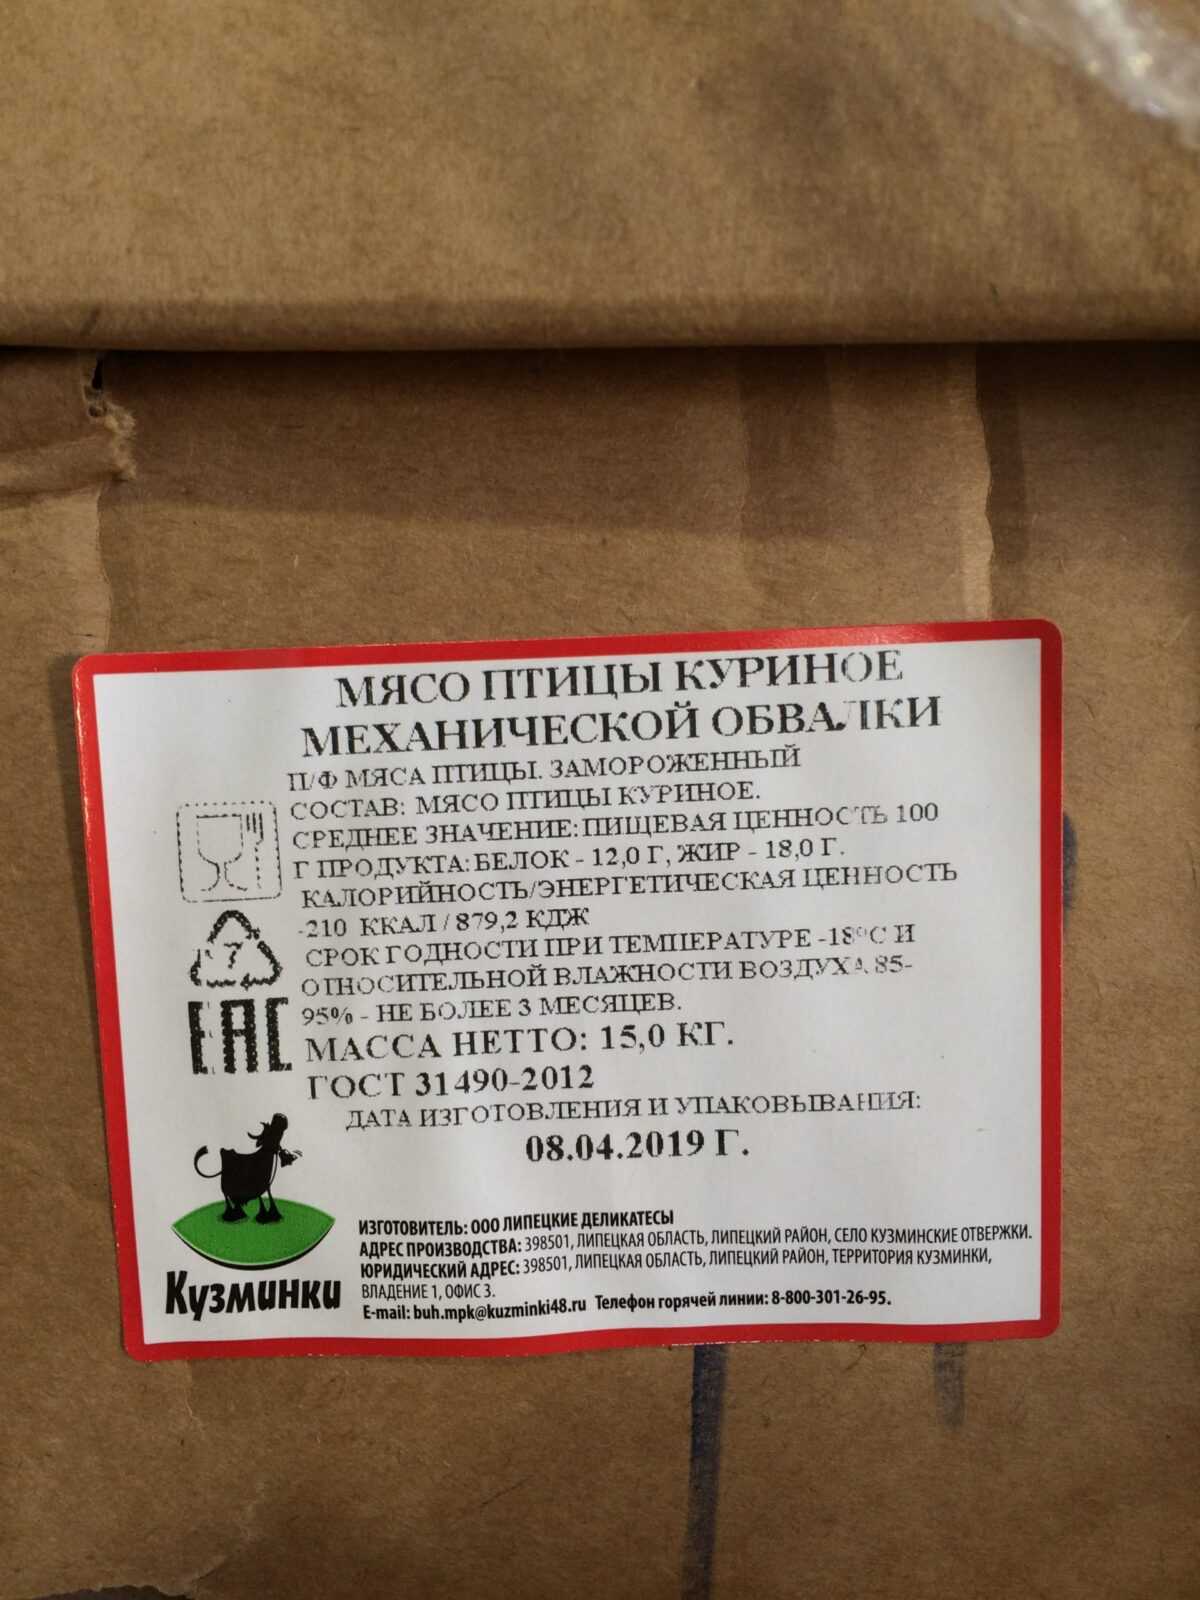 МЯСО ПТИЦЫ КУРИНОЕ
МЕХАНИЧЕСКОЙ ОБВАЛКИ
П/Ф МЯСА ПТИЦЫ. ЗАМОРОЖЕННЫЙ
СОСТАВ: МЯСО ПТИЦЫ КУРИНОЕ.
СРЕДНЕЕ ЗНАЧЕНИЕ: ПИЩЕВАЯ ЦЕННОСТЬ 100
Г ПРОДУКТА: БЕЛОК - 12,0 Г, ЖИР - 18,0 Г.
КАЛОРИЙНОСТЬ/ЭНЕРГЕТИЧЕСКАЯ ЦЕННОСТЬ
-210 ККАЛ / 879,2 КДЖ
СРОК ГОДНОСТИ ПРИ ТЕМПЕРАТУРЕ -18°С И
ОТНОСИТЕЛЬНОЙ ВЛАЖНОСТИ ВОЗДУХА 85-
95% - НЕ БОЛЕЕ 3 МЕСЯЦЕВ.
МАССА НЕТТО: 15,0 КГ.
ГОСТ 31490-2012
ДАТА ИЗГОТОВЛЕНИЯ И УПАКОВЫВАНИЯ:
08.04.2019 Г.
7
ЕАС
Кузминки
ИЗГОТОВИТЕЛЬ: ООО ЛИПЕЦКИЕ ДЕЛИКАТЕСЫ
АДРЕС ПРОИЗВОДСТВА: 398501, ЛИПЕЦКАЯ ОБЛАСТЬ, ЛИПЕЦКИЙ РАЙОН, СЕЛО КУЗМИНСКИЕ ОТВЕРЖКИ.
ЮРИДИЧЕСКИЙ АДРЕС: 398501, ЛИПЕЦКАЯ ОБЛАСТЬ, ЛИПЕЦКИЙ РАЙОН, ТЕРРИТОРИЯ КУЗМИНКИ,
ВЛАДЕНИЕ 1, ОФИС 3.
E-mail: buh.mpk@kuzminki48.ru Телефон горячей линии: 8-800-301-26-95.